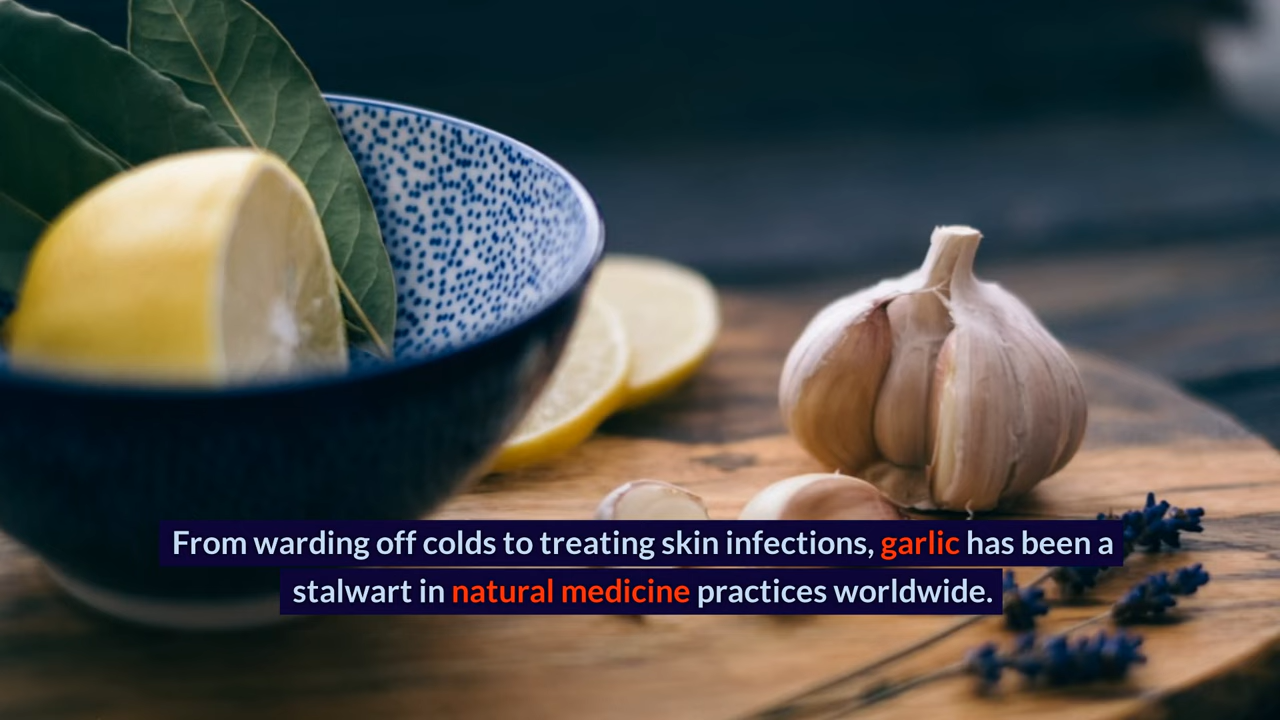 From warding off colds to treating skin infections, garlic has been a
stalwart in natural medicine practices worldwide.